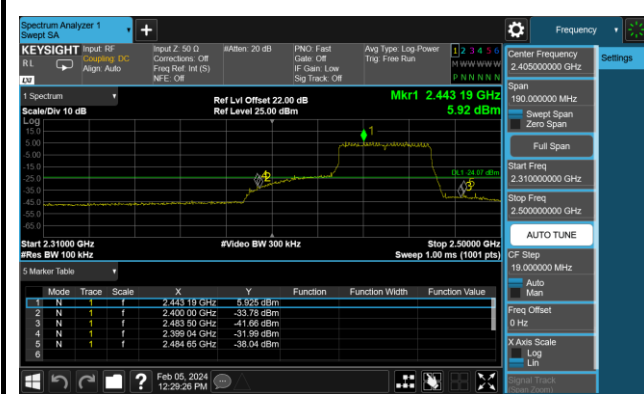 Spectrum Analyzer 1
Swept SA
Frequency
Settings
KEYSIGHT Input: RF
RL
Coupling: DC
Align: Auto
Input Z: 50 Ω
Corrections: Off
Freq Ref: Int (S)
NFE: Off
#Atten: 20 dB
PNO: Fast
Gate: Off
IF Gain: Low
Sig Track: Off
Avg Type: Log-Power
Trig: Free Run
1 2 3 4 5 6
M W W W W W
P N N N N N
1 Spectrum
Scale/Div 10 dB
Ref Lvl Offset 22.00 dB
Ref Level 25.00 dBm
Mkr1 2.443 19 GHz
5.92 dBm
Log
15.0
5.00
-5.00
-15.0
-25.0
-35.0
-45.0
-55.0
-65.0
1
DL1 -24.07 dBm
Start 2.31000 GHz
#Res BW 100 kHz
#Video BW 300 kHz
Stop 2.50000 GHz
Sweep 1.00 ms (1001 pts)
5 Marker Table
Mode Trace Scale X Y Function Function Width Function Value
1 N 1 f 2.443 19 GHz 5.925 dBm
2 N 1 f 2.400 00 GHz -33.78 dBm
3 N 1 f 2.483 50 GHz -41.66 dBm
4 N 1 f 2.399 04 GHz -31.99 dBm
5 N 1 f 2.484 65 GHz -38.04 dBm
6
Feb 05, 2024
12:29:26 PM
Center Frequency
2.405000000 GHz
Span
190.000000 MHz
Swept Span
Zero Span
Full Span
Start Freq
2.310000000 GHz
Stop Freq
2.500000000 GHz
AUTO TUNE
CF Step
19.000000 MHz
Auto
Man
Freq Offset
0 Hz
X Axis Scale
Log
Lin
Signal Track
(Span Zoom)